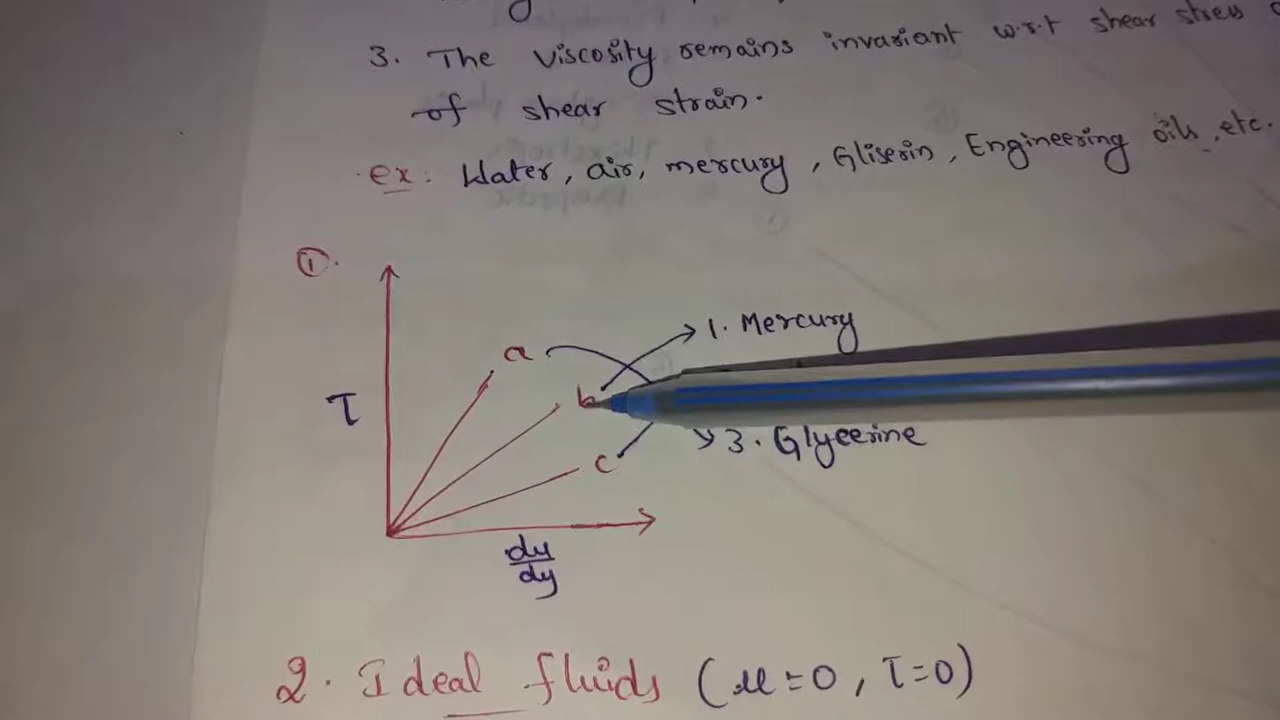 3. The viscosity remains invariant w.r.t shear stress
of shear strain.
ex: Water, air, mercury, Gliserin, Engineering oils, etc.
①.
a
1. Mercury
τ
b
3. Glycerine
c
du
dy
2. Ideal fluids (μ=0, τ=0)